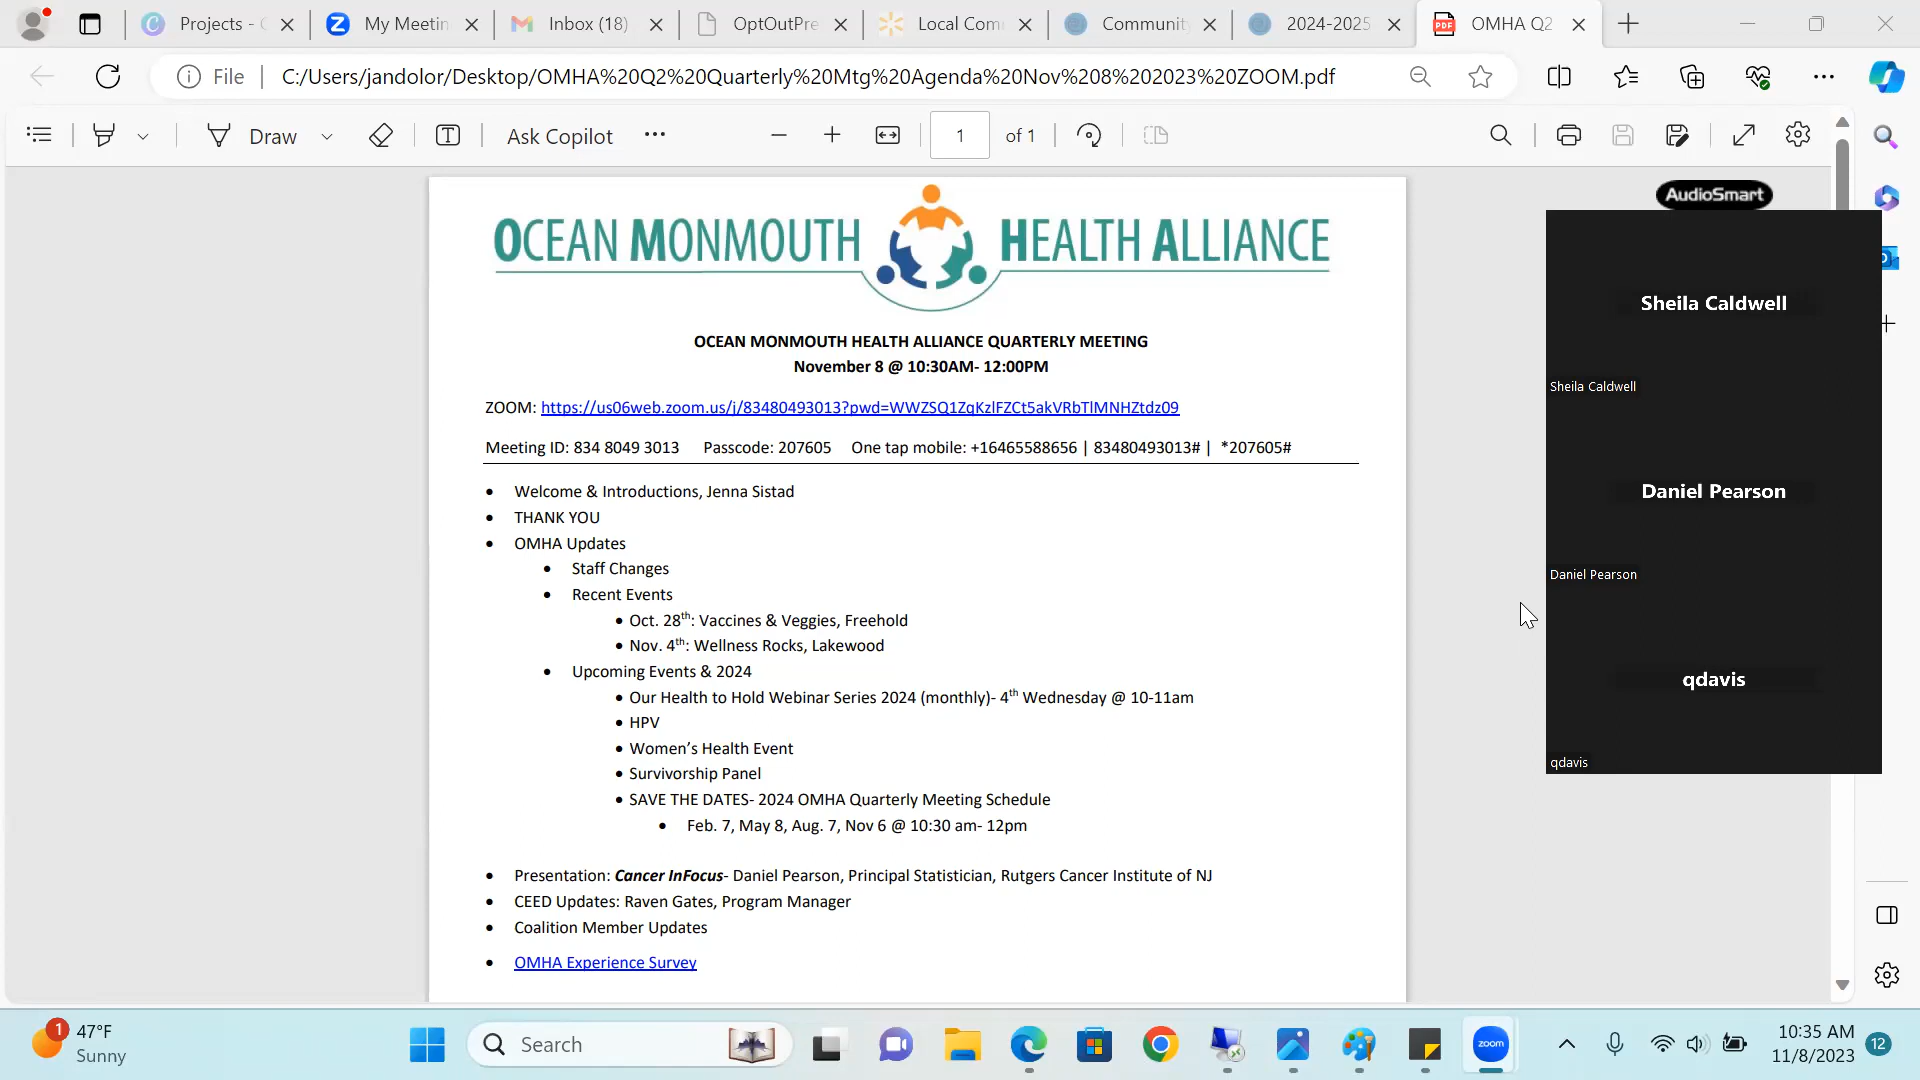 Projects - C
My Meetin
Inbox (18)
OptOutPre
Local Com
Communit
2024-2025
OMHA Q2
File
C:/Users/jandolor/Desktop/OMHA%20Q2%20Quarterly%20Mtg%20Agenda%20Nov%208%202023%20ZOOM.pdf
Draw
Ask Copilot
1
of 1
AudioSmart
OCEAN MONMOUTH HEALTH ALLIANCE
OCEAN MONMOUTH HEALTH ALLIANCE QUARTERLY MEETING
November 8 @ 10:30AM- 12:00PM
ZOOM: https://us06web.zoom.us/j/83480493013?pwd=WWZSQ1ZqKzlFZCt5akVRbTlMNHZtdz09
Meeting ID: 834 8049 3013 Passcode: 207605 One tap mobile: +16465588656 | 83480493013# | *207605#
• Welcome & Introductions, Jenna Sistad
• THANK YOU
• OMHA Updates
• Staff Changes
• Recent Events
• Oct. 28th: Vaccines & Veggies, Freehold
• Nov. 4th: Wellness Rocks, Lakewood
• Upcoming Events & 2024
• Our Health to Hold Webinar Series 2024 (monthly)- 4th Wednesday @ 10-11am
• HPV
• Women's Health Event
• Survivorship Panel
• SAVE THE DATES- 2024 OMHA Quarterly Meeting Schedule
• Feb. 7, May 8, Aug. 7, Nov 6 @ 10:30 am- 12pm
• Presentation: Cancer InFocus- Daniel Pearson, Principal Statistician, Rutgers Cancer Institute of NJ
• CEED Updates: Raven Gates, Program Manager
• Coalition Member Updates
• OMHA Experience Survey
Sheila Caldwell
Sheila Caldwell
Daniel Pearson
Daniel Pearson
qdavis
qdavis
1
47°F
Sunny
Search
zoom
10:35 AM
11/8/2023
12